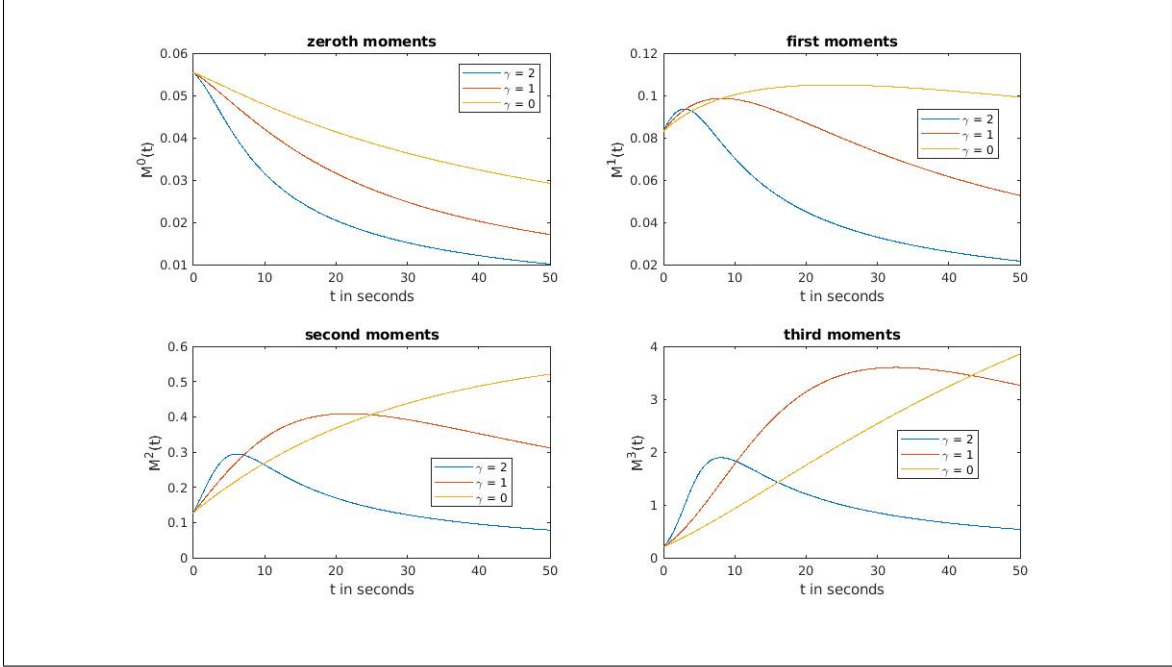 zeroth moments
0.06
0.05
0.04
0.03
0.02
0.01
M^0(t)
γ = 2
γ = 1
γ = 0
0 10 20 30 40 50
t in seconds
first moments
0.12
0.1
0.08
0.06
0.04
0.02
M^1(t)
γ = 2
γ = 1
γ = 0
0 10 20 30 40 50
t in seconds
second moments
0.6
0.5
0.4
0.3
0.2
0.1
0
M^2(t)
γ = 2
γ = 1
γ = 0
0 10 20 30 40 50
t in seconds
third moments
4
3
2
1
0
M^3(t)
γ = 2
γ = 1
γ = 0
0 10 20 30 40 50
t in seconds